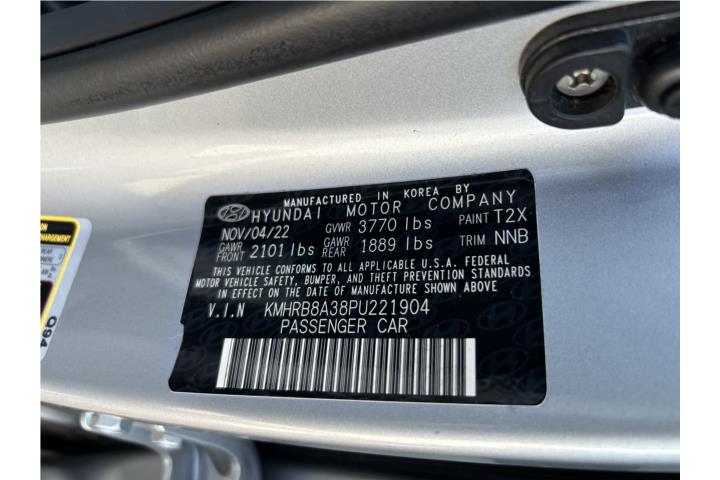 MANUFACTURED IN KOREA BY
HYUNDAI MOTOR COMPANY
NOV/04/22 GVWR 3770 lbs PAINT T2X
GAWR FRONT 2101 lbs GAWR REAR 1889 lbs TRIM NNB
THIS VEHICLE CONFORMS TO ALL APPLICABLE U.S.A. FEDERAL
MOTOR VEHICLE SAFETY, BUMPER, AND THEFT PREVENTION STANDARDS
IN EFFECT ON THE DATE OF MANUFACTURE SHOWN ABOVE
V.I.N KMHRB8A38PU221904
PASSENGER CAR
Q94